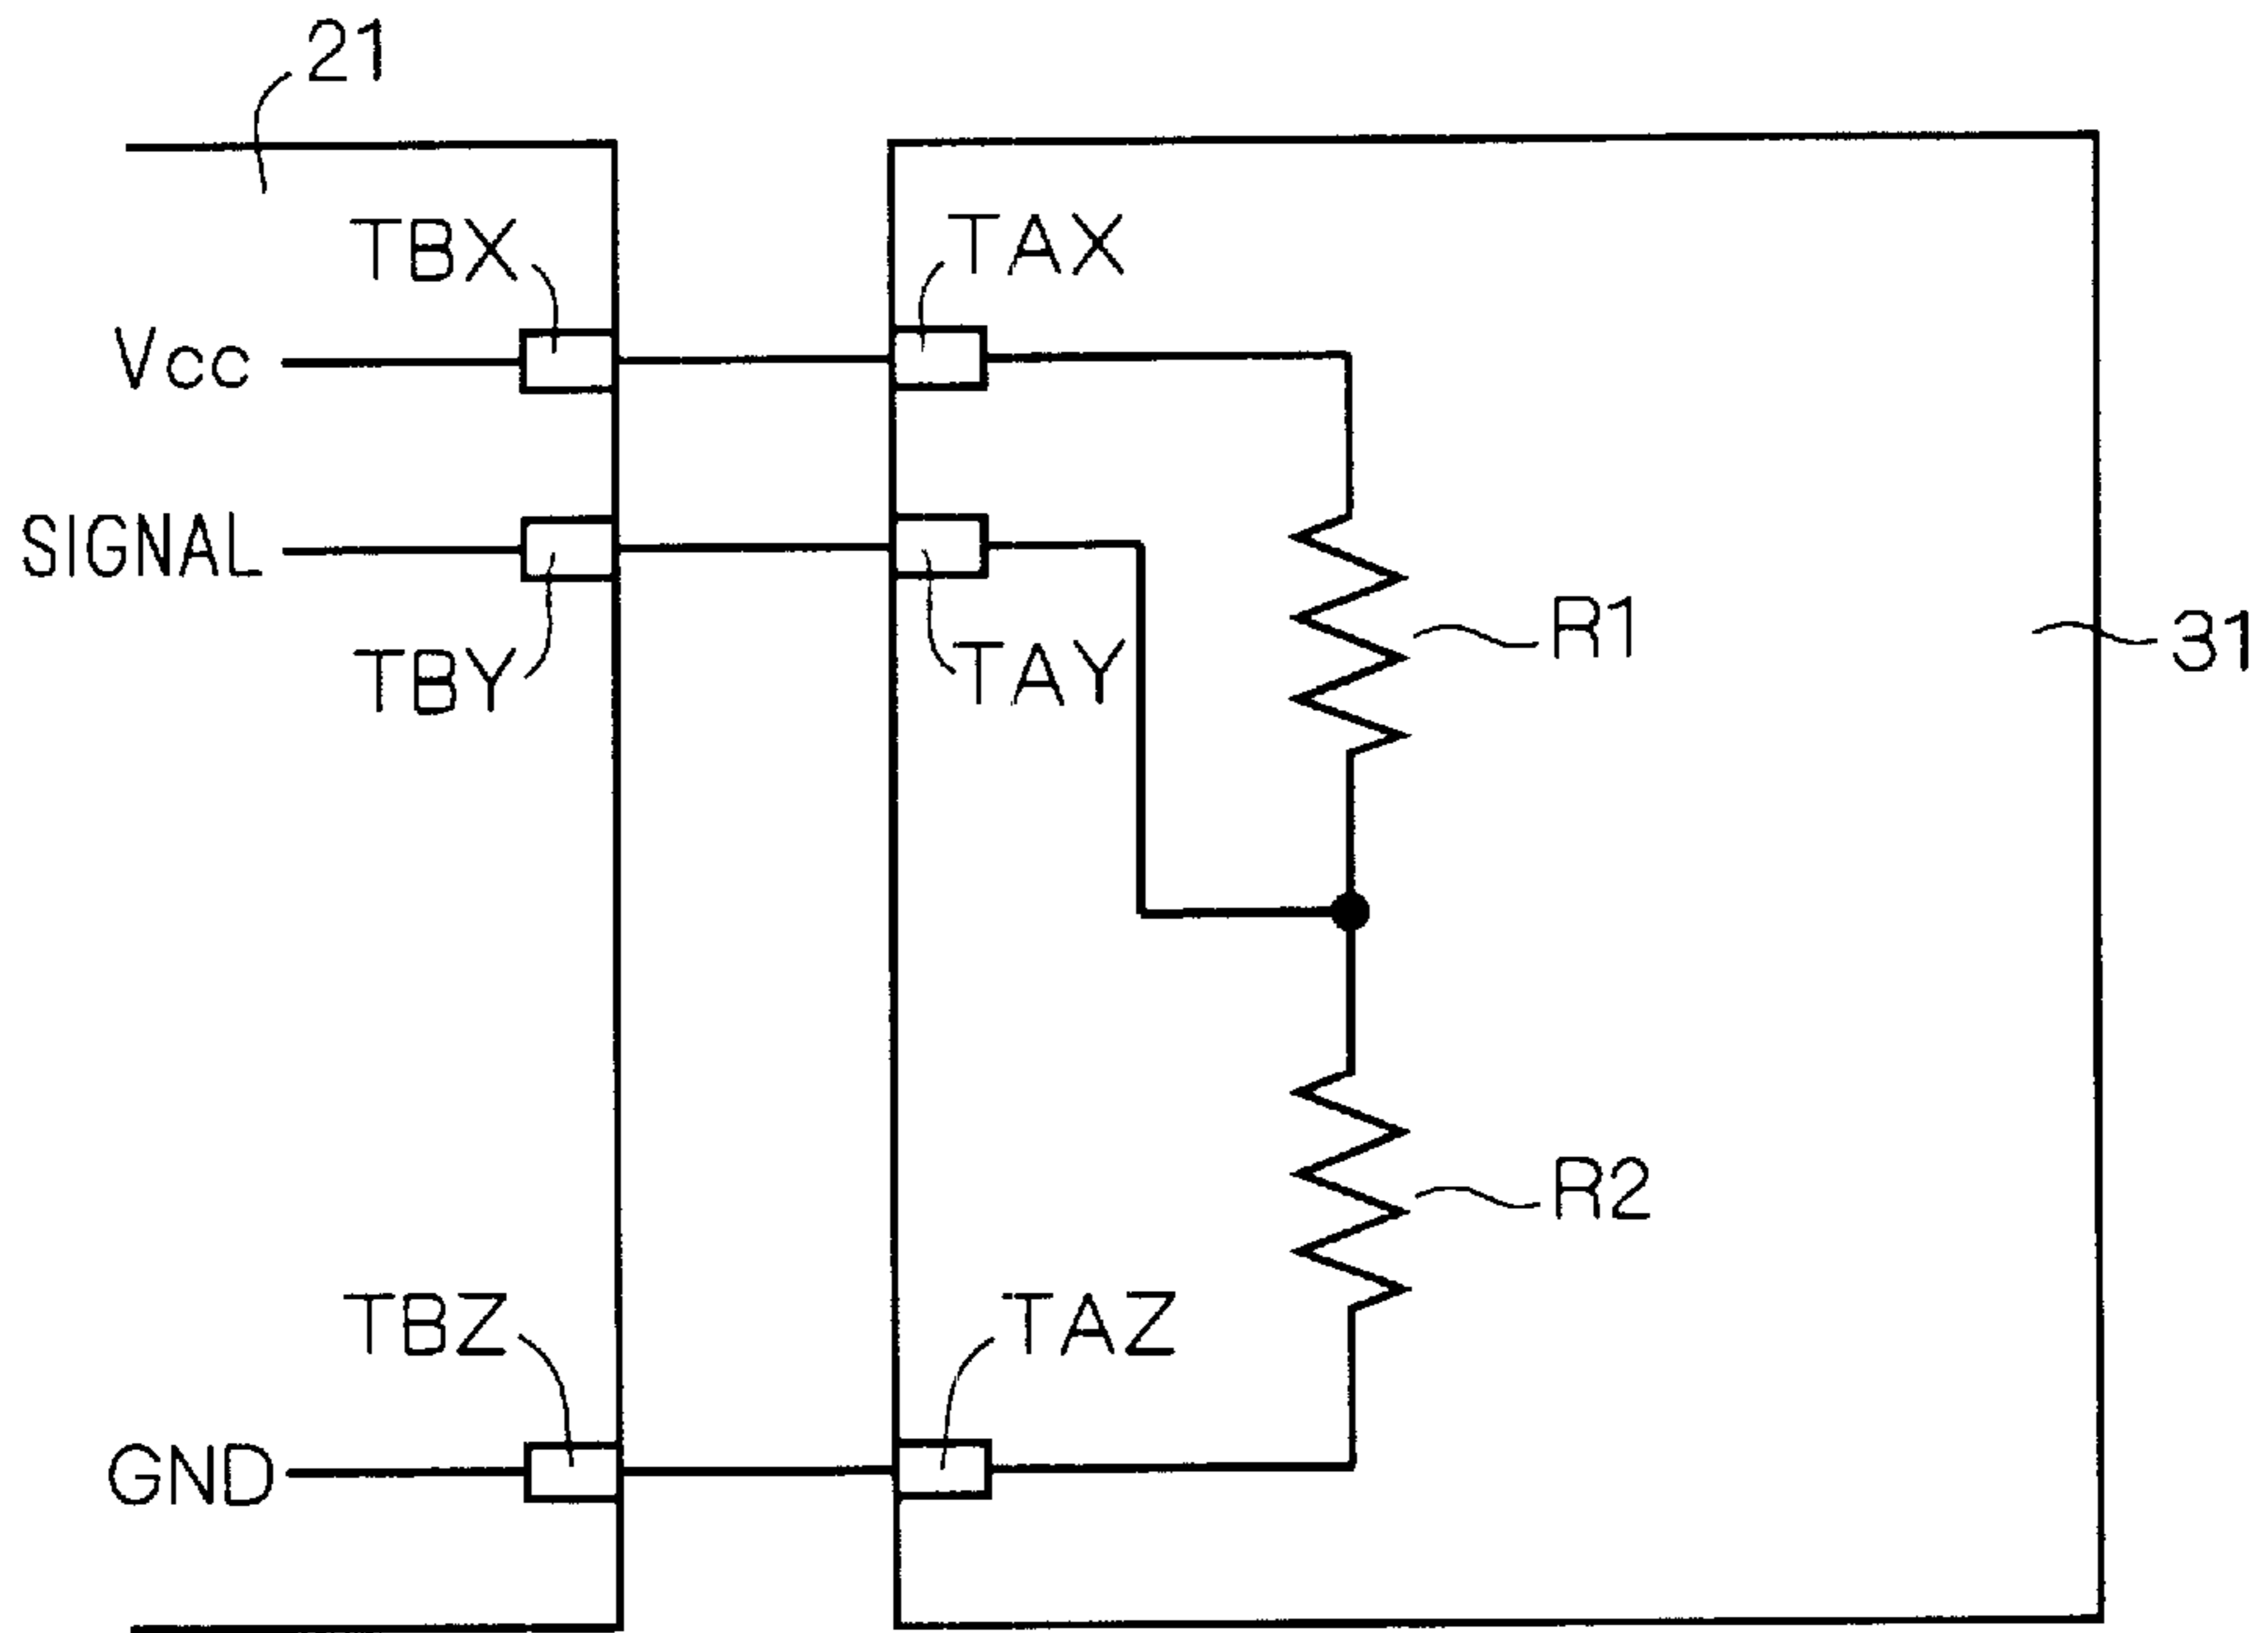 21
TBX
TAX
Vcc
SIGNAL
TBY
TAY
R1
31
R2
TBZ
TAZ
GND